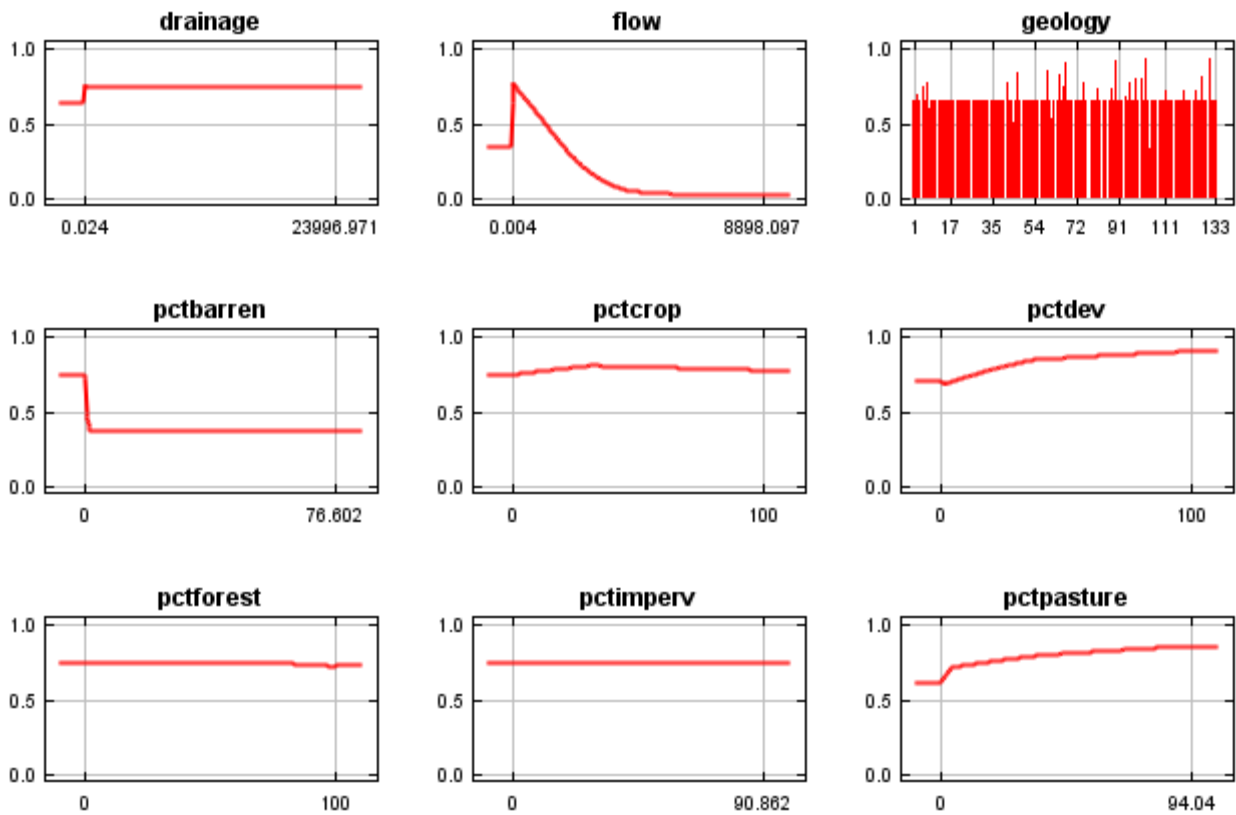 drainage flow geology
1.0 1.0 1.0
0.5 0.5 0.5
0.0 0.0 0.0
0.024 23996.971 0.004 8898.097 1 17 35 54 72 91 111 133
pctbarren pctcrop pctdev
1.0 1.0 1.0
0.5 0.5 0.5
0.0 0.0 0.0
0 76.602 0 100 0 100
pctforest pctimperv pctpasture
1.0 1.0 1.0
0.5 0.5 0.5
0.0 0.0 0.0
0 100 0 90.862 0 94.04